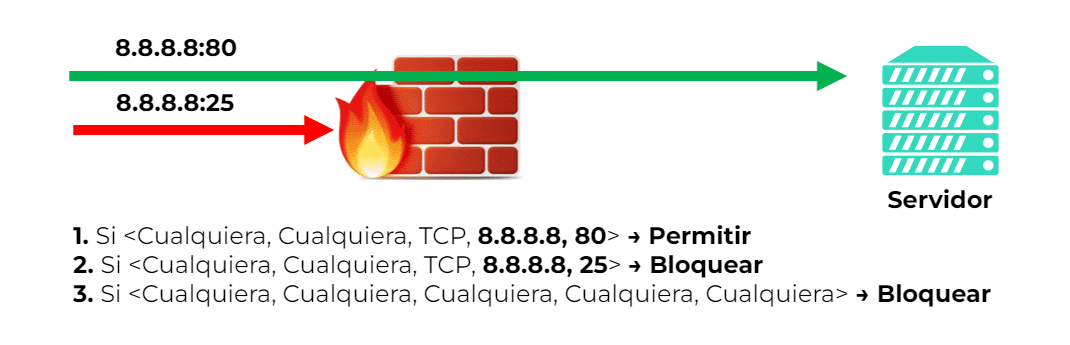 8.8.8.8:80
8.8.8.8:25
Servidor
1. Si <Cualquiera, Cualquiera, TCP, 8.8.8.8, 80> → Permitir
2. Si <Cualquiera, Cualquiera, TCP, 8.8.8.8, 25> → Bloquear
3. Si <Cualquiera, Cualquiera, Cualquiera, Cualquiera, Cualquiera> → Bloquear